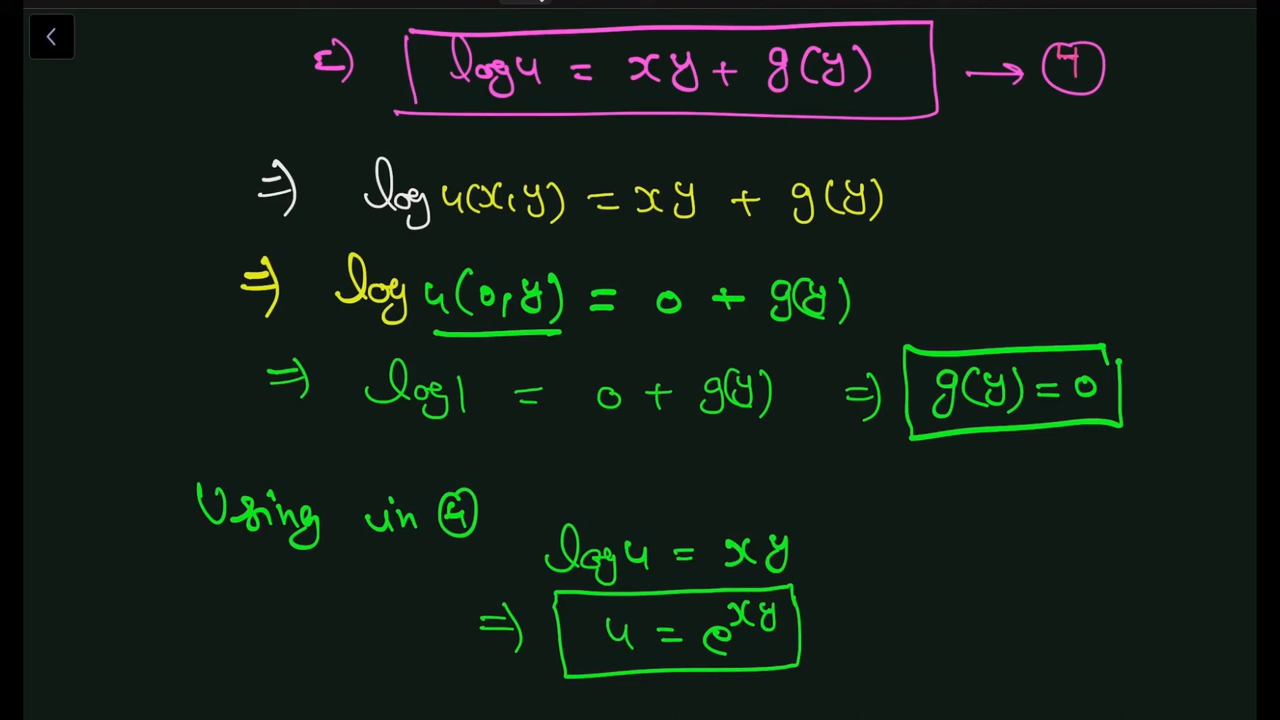 ⇒ log u = xy + g(y) → ④
⇒ log u(x,y) = xy + g(y)
⇒ log u(0,y) = 0 + g(y)
⇒ log 1 = 0 + g(y) ⇒ g(y) = 0
Using in ④
log u = xy
⇒ u = e^{xy}